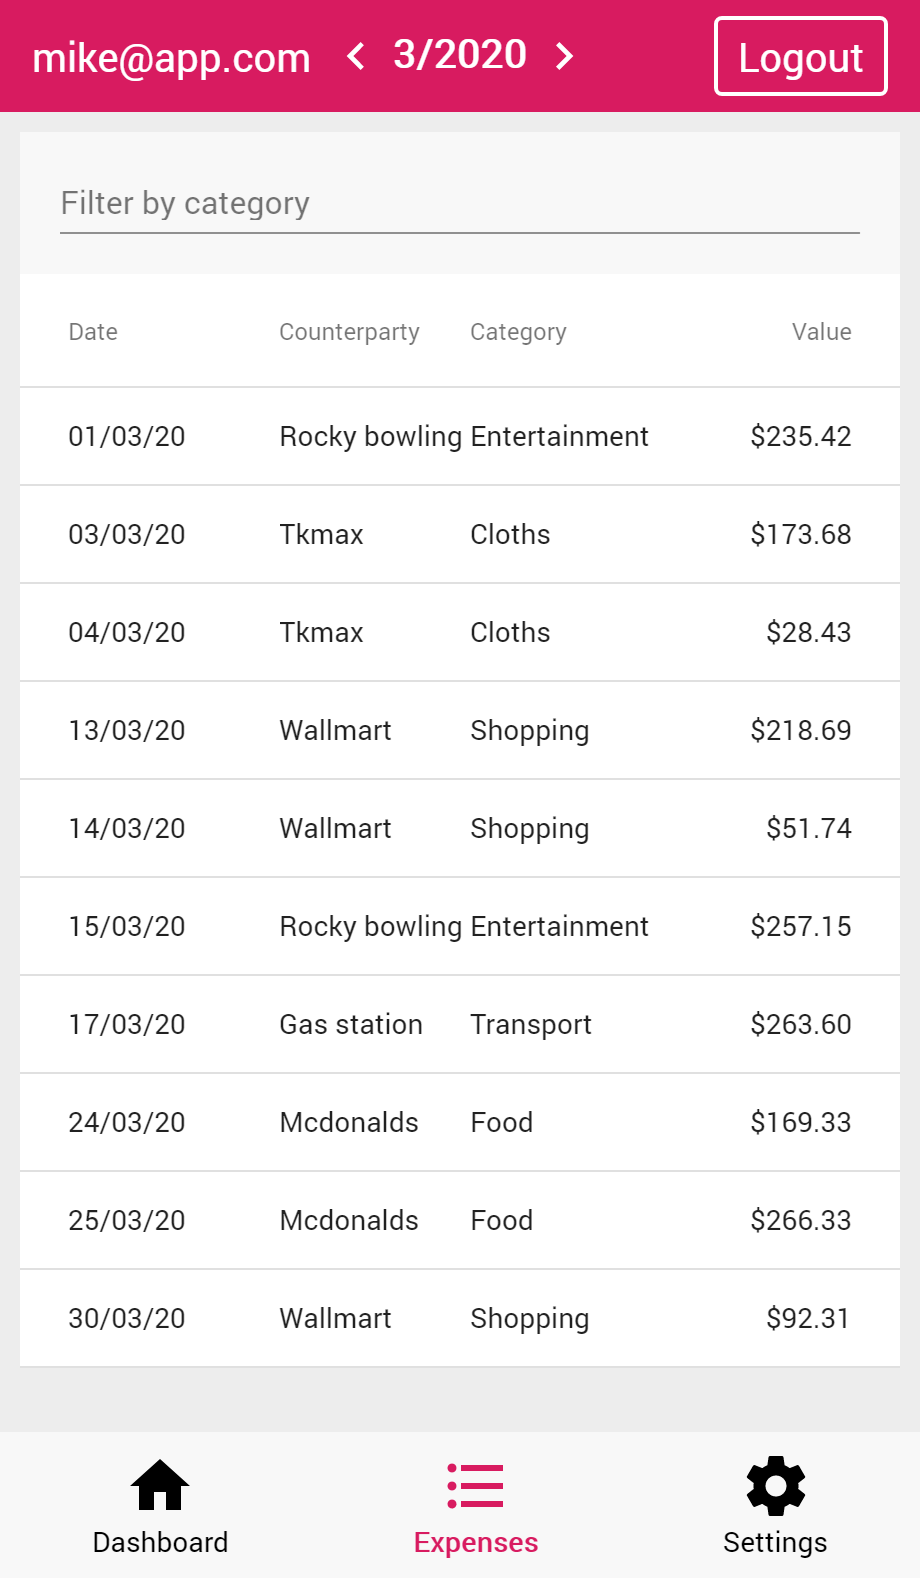 mike@app.com 3/2020 Logout
Filter by category
Date Counterparty Category Value
01/03/20 Rocky bowling Entertainment $235.42
03/03/20 Tkmax Cloths $173.68
04/03/20 Tkmax Cloths $28.43
13/03/20 Wallmart Shopping $218.69
14/03/20 Wallmart Shopping $51.74
15/03/20 Rocky bowling Entertainment $257.15
17/03/20 Gas station Transport $263.60
24/03/20 Mcdonalds Food $169.33
25/03/20 Mcdonalds Food $266.33
30/03/20 Wallmart Shopping $92.31
Dashboard Expenses Settings